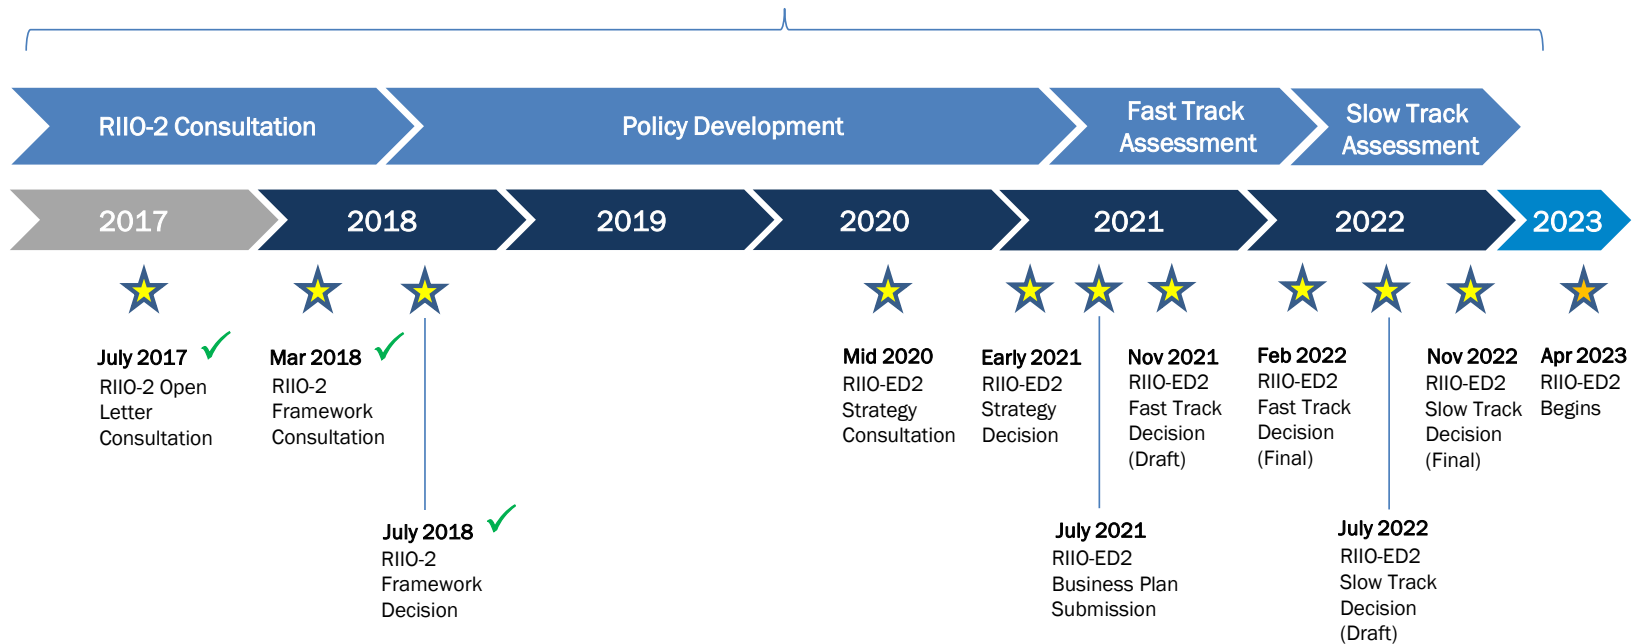 RIIO-2 Consultation
Policy Development
Fast Track
Assessment
Slow Track
Assessment
2017
2018
2019
2020
2021
2022
2023
July 2017
RIIO-2 Open
Letter
Consultation
Mar 2018
RIIO-2
Framework
Consultation
July 2018
RIIO-2
Framework
Decision
Mid 2020
RIIO-ED2
Strategy
Consultation
Early 2021
RIIO-ED2
Strategy
Decision
July 2021
RIIO-ED2
Business Plan
Submission
Nov 2021
RIIO-ED2
Fast Track
Decision
(Draft)
Feb 2022
RIIO-ED2
Fast Track
Decision
(Final)
July 2022
RIIO-ED2
Slow Track
Decision
(Draft)
Nov 2022
RIIO-ED2
Slow Track
Decision
(Final)
Apr 2023
RIIO-ED2
Begins